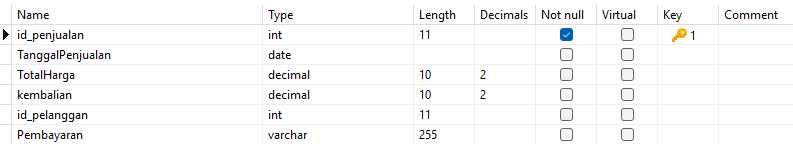 Name Type Length Decimals Not null Virtual Key Comment
id_penjualan int 11 1
TanggalPenjualan date
TotalHarga decimal 10 2
kembalian decimal 10 2
id_pelanggan int 11
Pembayaran varchar 255